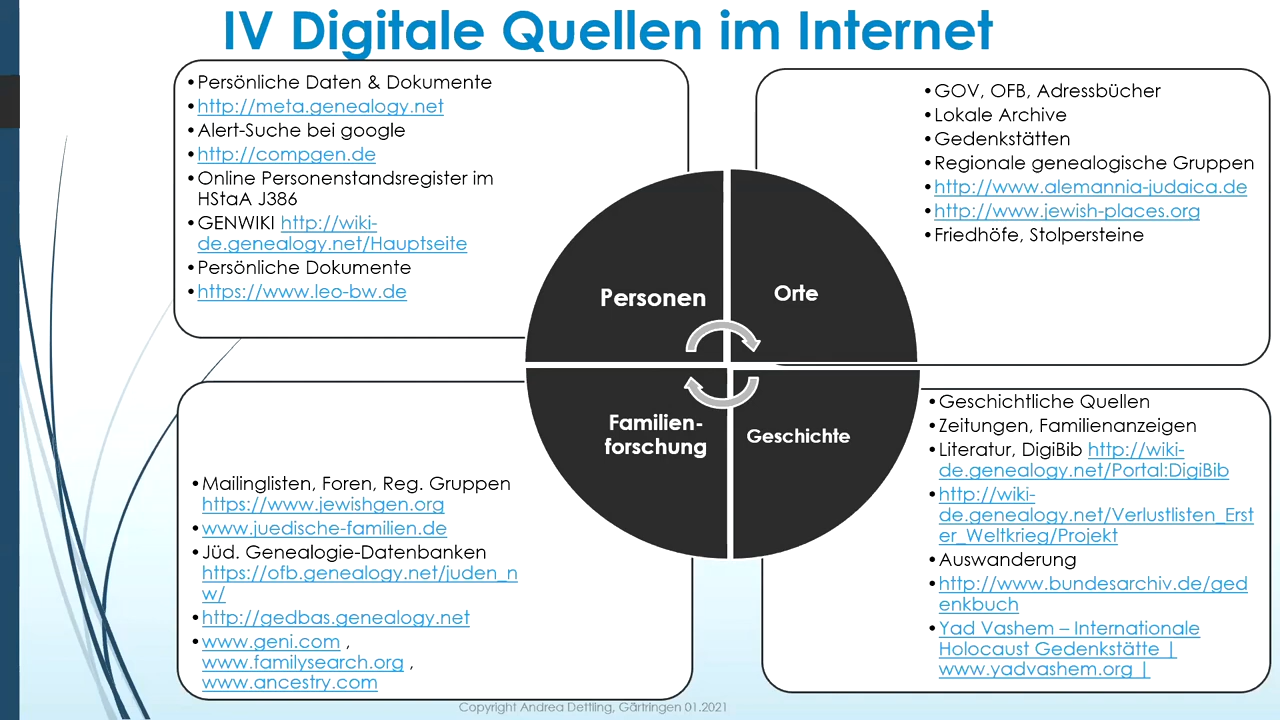 IV Digitale Quellen im Internet
•Persönliche Daten & Dokumente
•http://meta.genealogy.net
•Alert-Suche bei google
•http://compgen.de
•Online Personenstandsregister im
HStaA J386
•GENWIKI http://wiki-
de.genealogy.net/Hauptseite
•Persönliche Dokumente
•https://www.leo-bw.de
•GOV, OFB, Adressbücher
•Lokale Archive
•Gedenkstätten
•Regionale genealogische Gruppen
•http://www.alemannia-judaica.de
•http://www.jewish-places.org
•Friedhöfe, Stolpersteine
Personen
Orte
Familien-
forschung
Geschichte
•Mailinglisten, Foren, Reg. Gruppen
https://www.jewishgen.org
•www.juedische-familien.de
•Jüd. Genealogie-Datenbanken
https://ofb.genealogy.net/juden_n
w/
•http://gedbas.genealogy.net
•www.geni.com ,
www.familysearch.org ,
www.ancestry.com
•Geschichtliche Quellen
•Zeitungen, Familienanzeigen
•Literatur, DigiBib http://wiki-
de.genealogy.net/Portal:DigiBib
•http://wiki-
de.genealogy.net/Verlustlisten_Erst
er_Weltkrieg/Projekt
•Auswanderung
•http://www.bundesarchiv.de/ged
enkbuch
•Yad Vashem – Internationale
Holocaust Gedenkstätte |
www.yadvashem.org |
Copyright Andrea Dettling, Gärtringen 01.2021